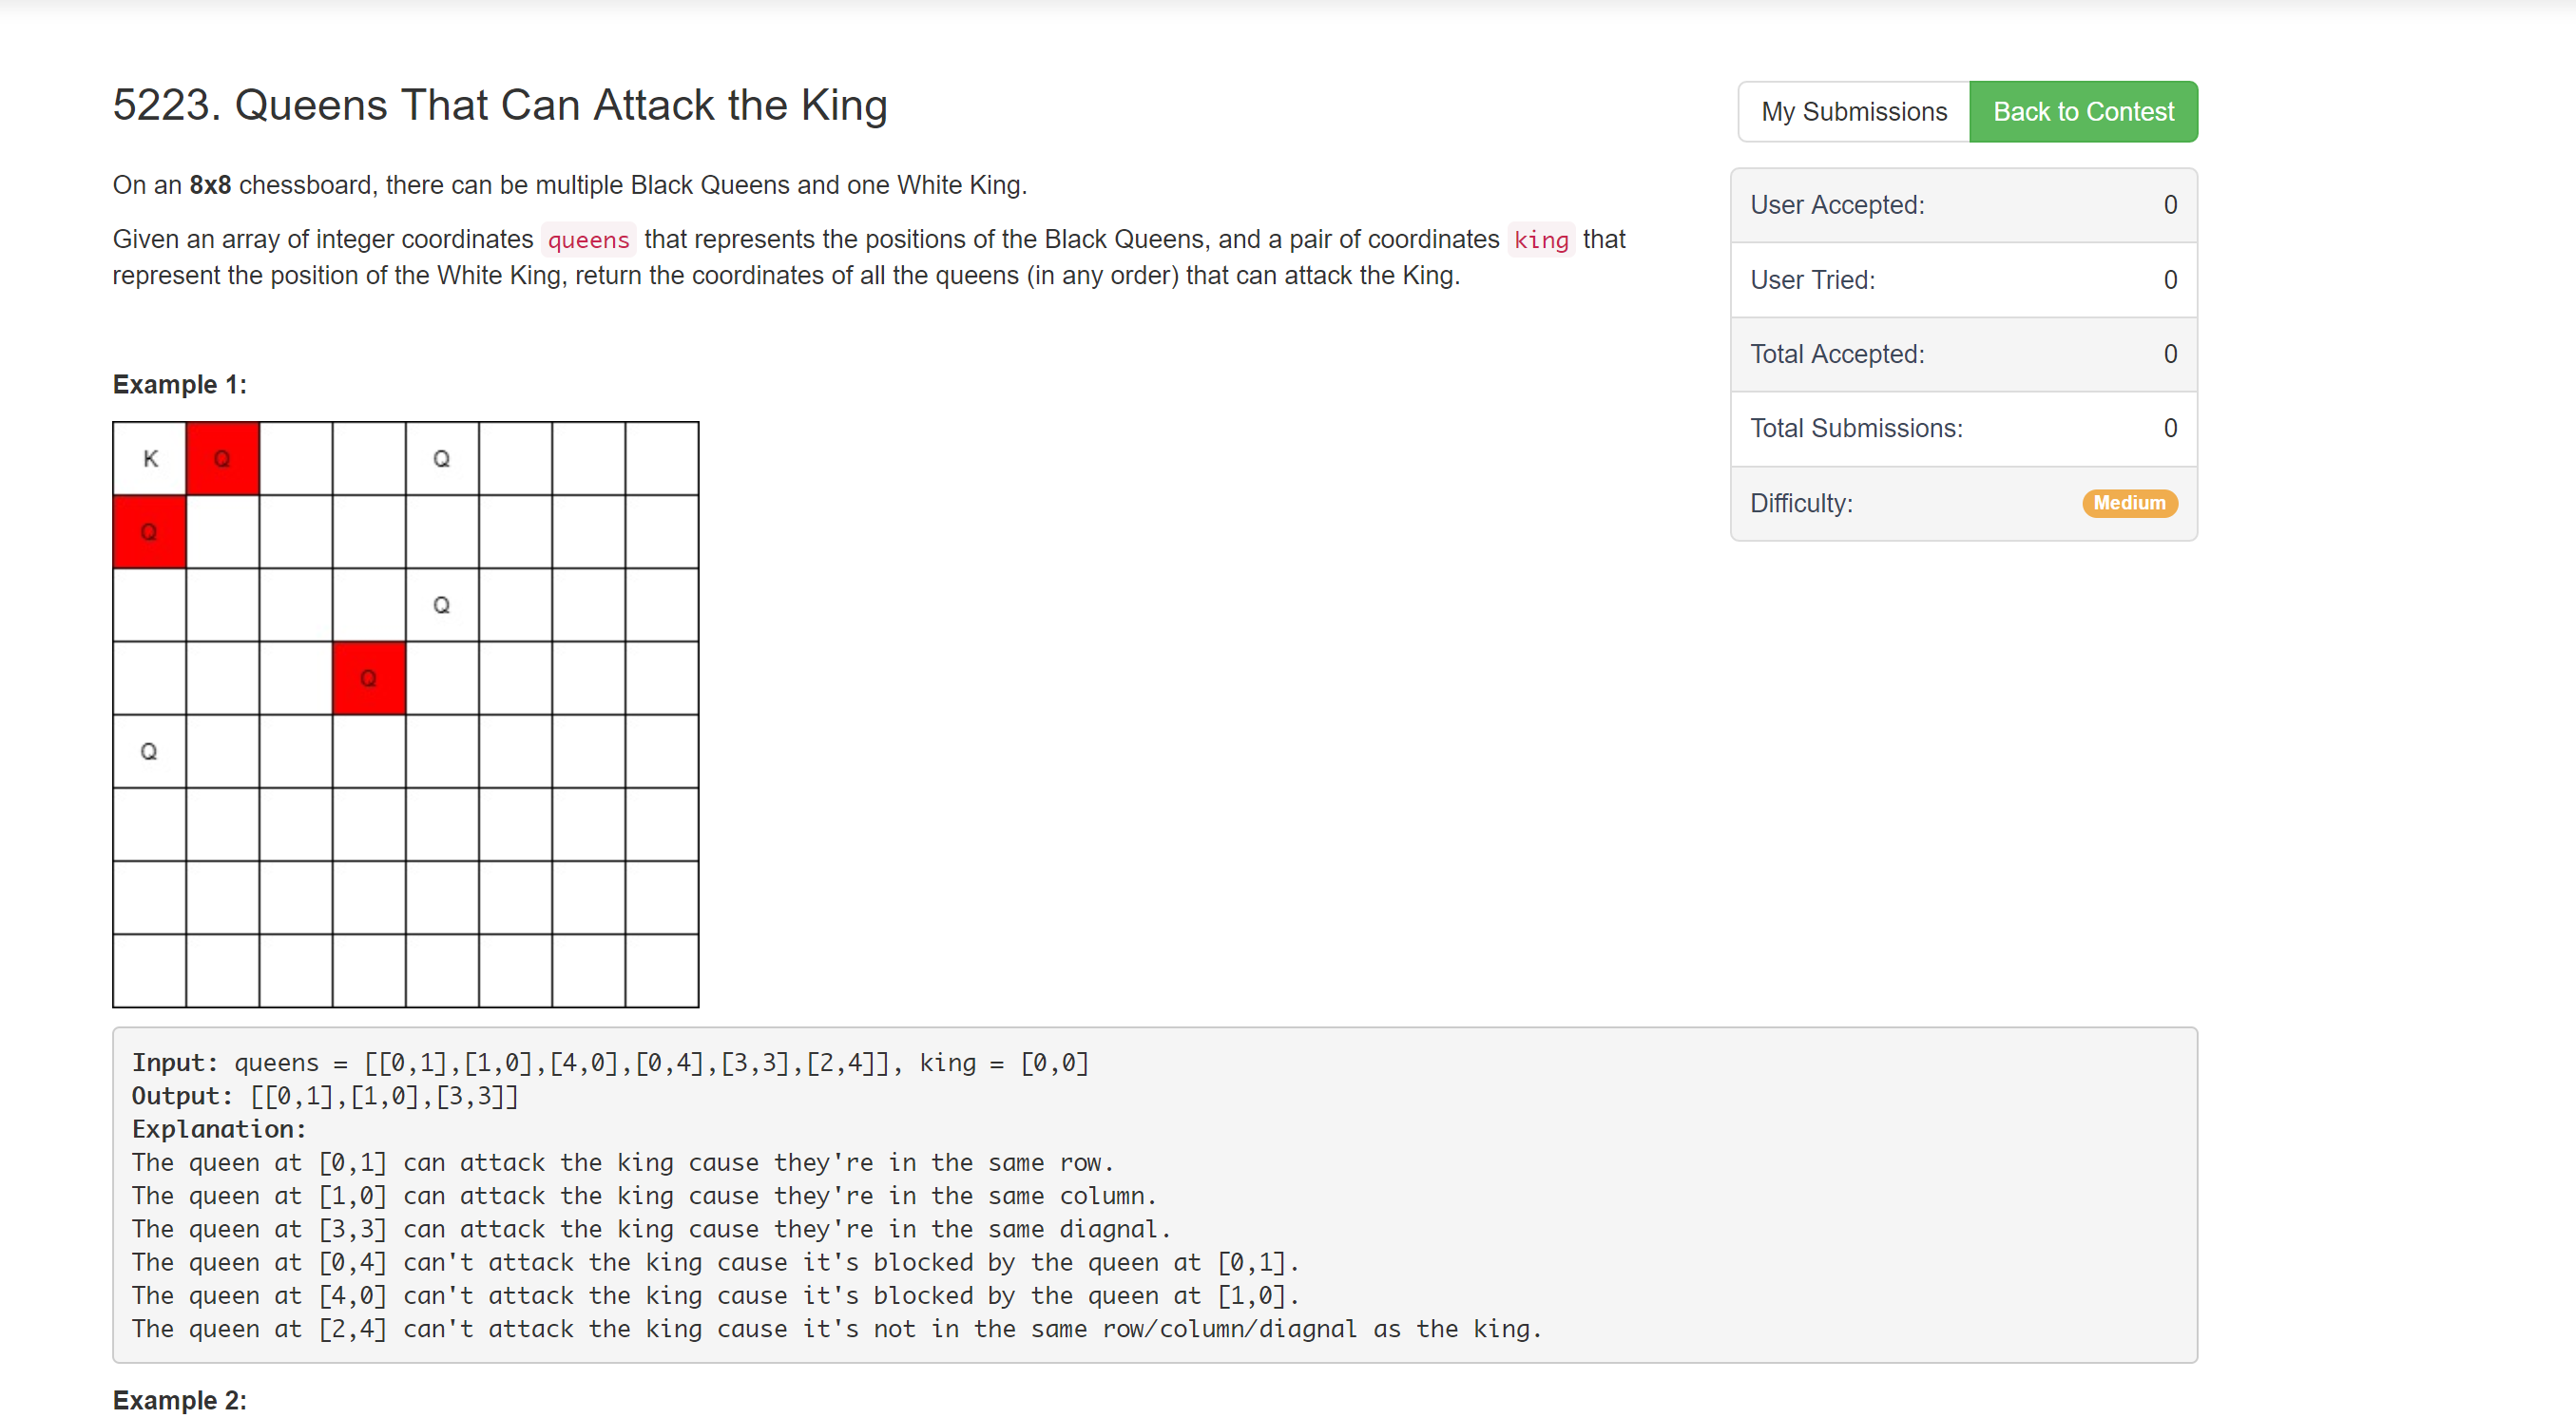 5223. Queens That Can Attack the King
My Submissions
Back to Contest
On an 8x8 chessboard, there can be multiple Black Queens and one White King.
Given an array of integer coordinates queens that represents the positions of the Black Queens, and a pair of coordinates king that
represent the position of the White King, return the coordinates of all the queens (in any order) that can attack the King.
User Accepted: 0
User Tried: 0
Total Accepted: 0
Total Submissions: 0
Difficulty: Medium
Example 1:
K Q Q
Q
Q
Q
Q
Input: queens = [[0,1],[1,0],[4,0],[0,4],[3,3],[2,4]], king = [0,0]
Output: [[0,1],[1,0],[3,3]]
Explanation:
The queen at [0,1] can attack the king cause they're in the same row.
The queen at [1,0] can attack the king cause they're in the same column.
The queen at [3,3] can attack the king cause they're in the same diagnal.
The queen at [0,4] can't attack the king cause it's blocked by the queen at [0,1].
The queen at [4,0] can't attack the king cause it's blocked by the queen at [1,0].
The queen at [2,4] can't attack the king cause it's not in the same row/column/diagnal as the king.
Example 2: